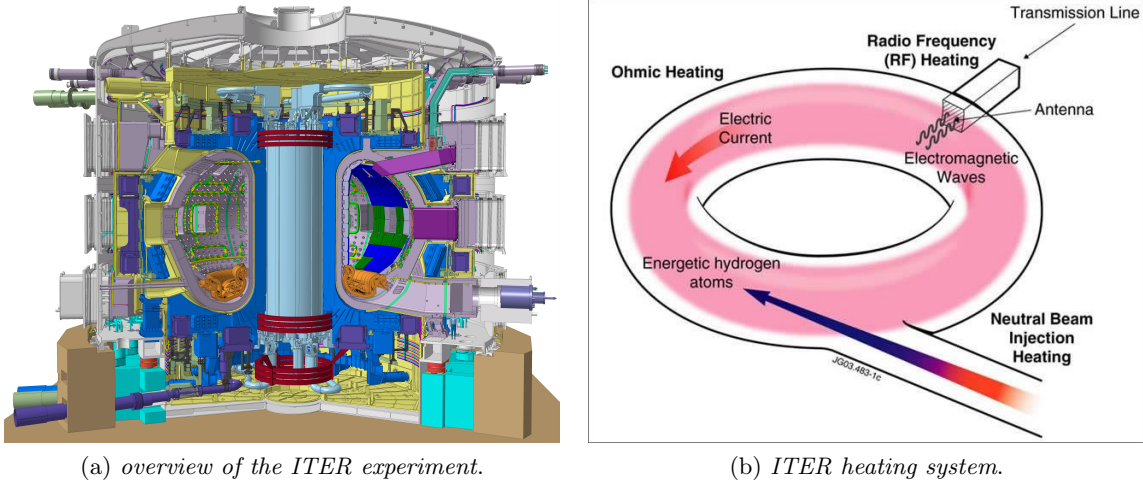 Transmission Line
Radio Frequency
(RF) Heating
Ohmic Heating
Antenna
Electric
Current
Electromagnetic
Waves
Energetic hydrogen
atoms
Neutral Beam
Injection
Heating
JG03.483-1c
(a) overview of the ITER experiment.
(b) ITER heating system.